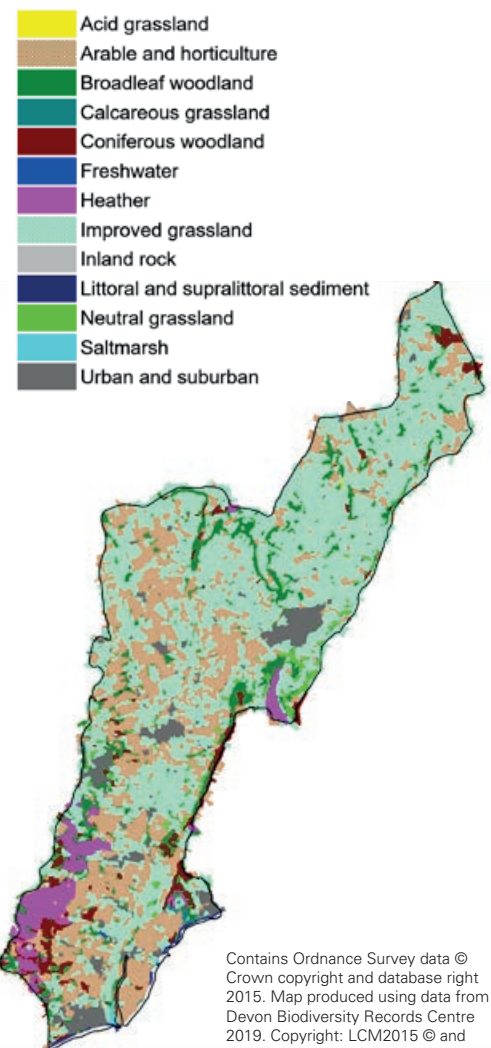 Acid grassland
Arable and horticulture
Broadleaf woodland
Calcareous grassland
Coniferous woodland
Freshwater
Heather
Improved grassland
Inland rock
Littoral and supralittoral sediment
Neutral grassland
Saltmarsh
Urban and suburban
Contains Ordnance Survey data ©
Crown copyright and database right
2015. Map produced using data from
Devon Biodiversity Records Centre
2019. Copyright: LCM2015 © and